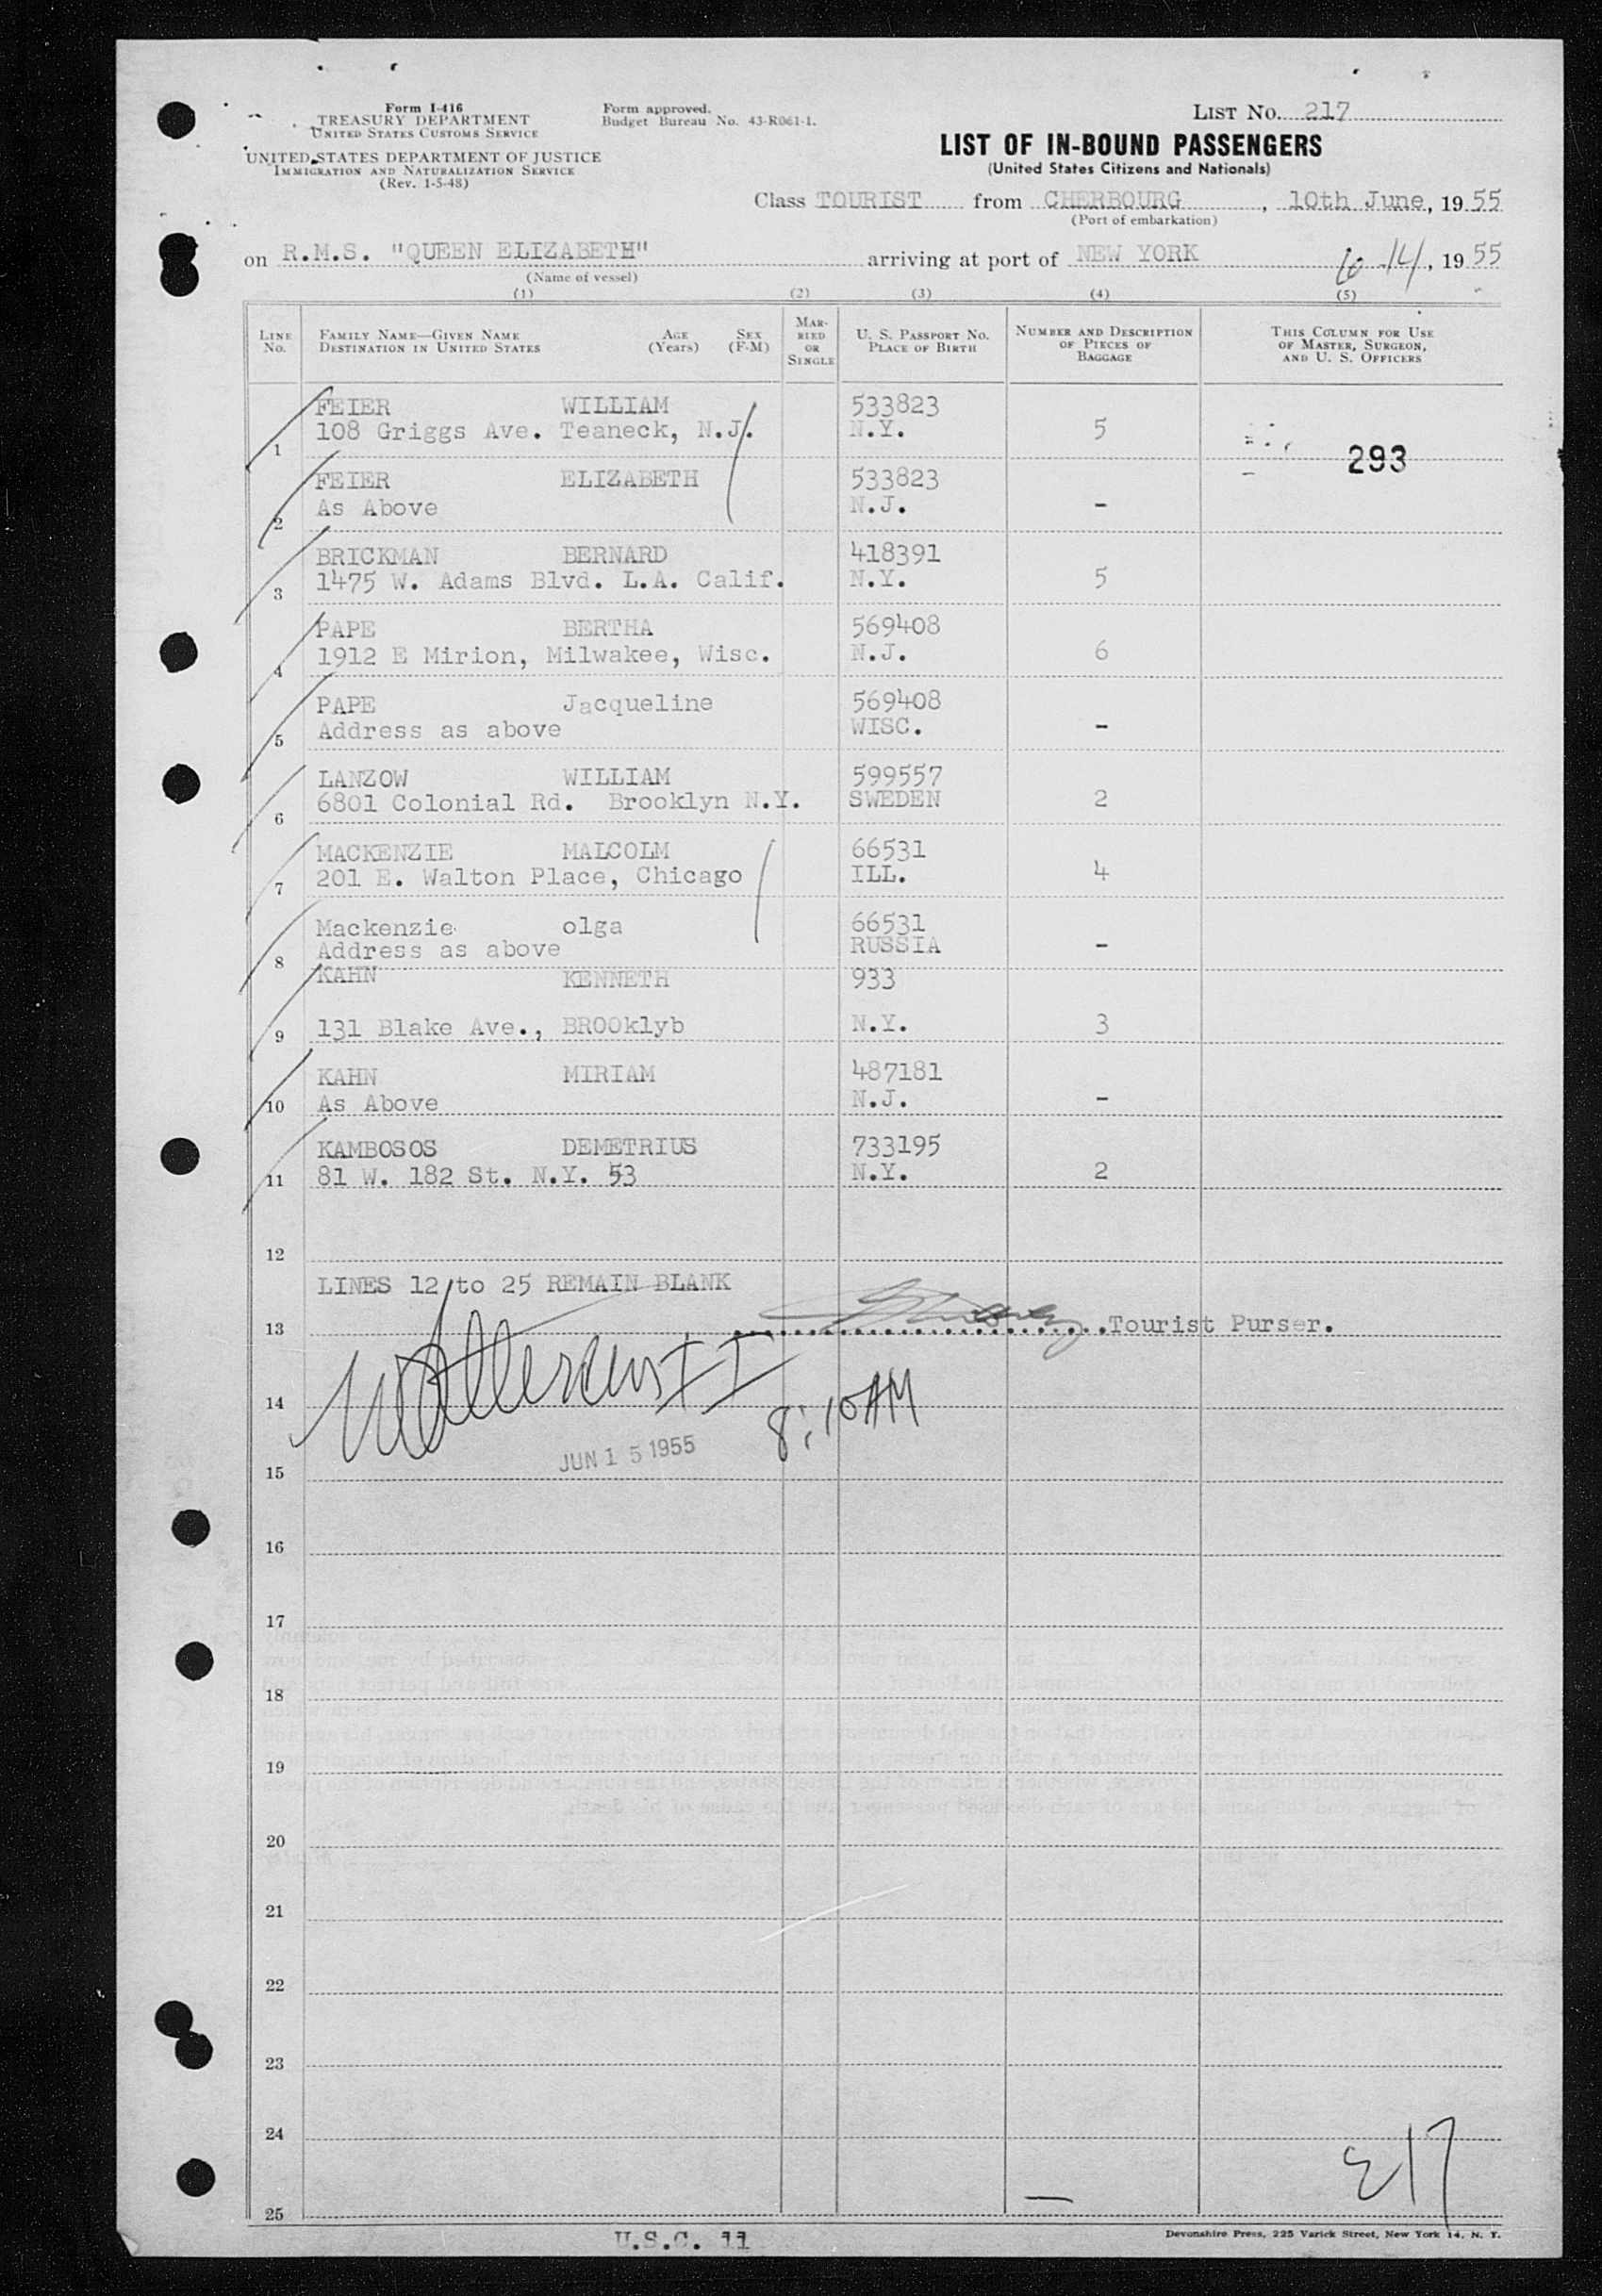 Form I-416
TREASURY DEPARTMENT
UNITED STATES CUSTOMS SERVICE
UNITED STATES DEPARTMENT OF JUSTICE
IMMIGRATION AND NATURALIZATION SERVICE
(Rev. 1-5-48)
Form approved.
Budget Bureau No. 43-R061-1.
LIST No. 217
LIST OF IN-BOUND PASSENGERS
(United States Citizens and Nationals)
Class TOURIST from CHERBOURG, 10th June, 1955
(Port of embarkation)
on R.M.S. "QUEEN ELIZABETH" arriving at port of NEW YORK 6-14, 1955
(Name of vessel)
(1) (2) (3) (4) (5)
LINE No. FAMILY NAME—GIVEN NAME DESTINATION IN UNITED STATES AGE (Years) SEX (F-M) MARRIED OR SINGLE U. S. PASSPORT NO. PLACE OF BIRTH NUMBER AND DESCRIPTION OF PIECES OF BAGGAGE THIS COLUMN FOR USE OF MASTER, SURGEON, AND U. S. OFFICERS
FEIER WILLIAM 533823
1 108 Griggs Ave. Teaneck, N.J. N.Y. 5
293
FEIER ELIZABETH 533823
2 As Above N.J. -
BRICKMAN BERNARD 418391
3 1475 W. Adams Blvd. L.A. Calif. N.Y. 5
PAPE BERTHA 569408
4 1912 E Mirion, Milwakee, Wisc. N.J. 6
PAPE Jacqueline 569408
5 Address as above WISC. -
LANZOW WILLIAM 599557
6 6801 Colonial Rd. Brooklyn N.Y. SWEDEN 2
MACKENZIE MALCOLM 66531
7 201 E. Walton Place, Chicago ILL. 4
Mackenzie olga 66531
8 Address as above RUSSIA -
KAHN KENNETH 933
9 131 Blake Ave., BROOklyb N.Y. 3
KAHN MIRIAM 487181
10 As Above N.J. -
KAMBOSOS DEMETRIUS 733195
11 81 W. 182 St. N.Y. 53 N.Y. 2
12
LINES 12 to 25 REMAIN BLANK
13 Tourist Purser.
14 8:10AM
JUN 15 1955
15
16
17
18
19
20
21
22
23
24
25
U.S.C. 11
Devonshire Press, 225 Varick Street, New York 14, N. Y.